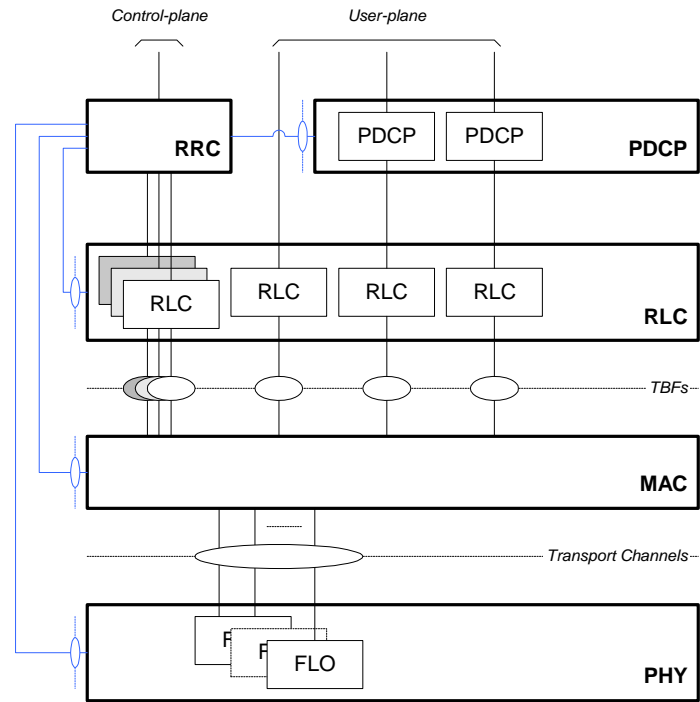 Control-plane
User-plane
RRC
PDCP
PDCP
PDCP
RLC
RLC
RLC
RLC
RLC
TBFs
MAC
Transport Channels
F
F
FLO
PHY